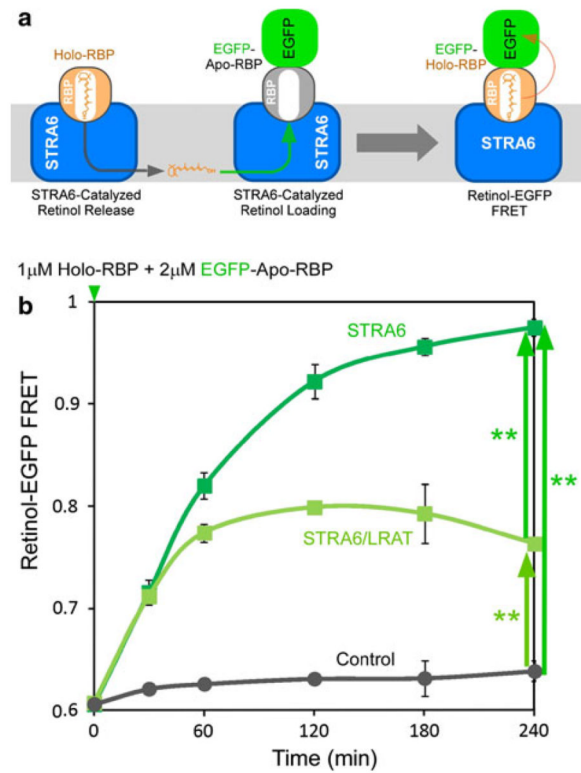 a
Holo-RBP
EGFP-
Apo-RBP
EGFP
EGFP-
Holo-RBP
EGFP
RBP
RBP
RBP
STRA6
STRA6
STRA6
STRA6-Catalyzed
Retinol Release
STRA6-Catalyzed
Retinol Loading
Retinol-EGFP
FRET
1μM Holo-RBP + 2μM EGFP-Apo-RBP
b
1
0.9
0.8
0.7
0.6
Retinol-EGFP FRET
STRA6
STRA6/LRAT
Control
**
**
**
0
60
120
180
240
Time (min)